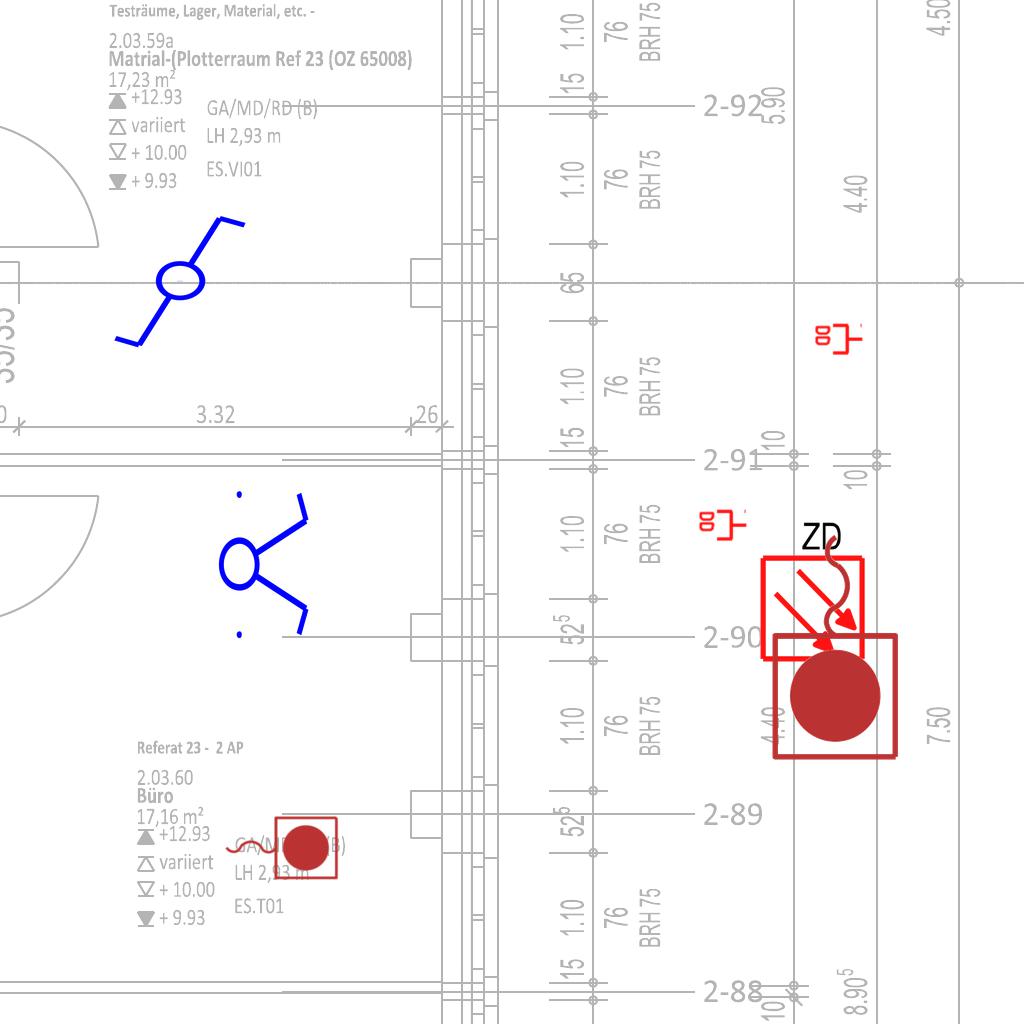 Testräume, Lager, Material, etc. -
2.03.59a
Matrial-(Plotterraum Ref 23 (OZ 65008)
17,23 m²
+12.93
GA/MD/RD (B)
variiert
LH 2,93 m
+ 10.00
ES.VI01
+ 9.93
3.32
26
Referat 23 - 2 AP
2.03.60
Büro
17,16 m²
+12.93
variiert
LH 2,93 m
+ 10.00
ES.T01
+ 9.93
1.10
76
BRH 75
15
2-92
5.90
4.50
1.10
76
BRH 75
4.40
65
1.10
76
BRH 75
15
2-91
10
10
1.10
76
BRH 75
ZD
52⁵
2-90
1.10
76
BRH 75
4.40
7.50
52⁵
2-89
1.10
76
BRH 75
15
2-88
10
8.90⁵